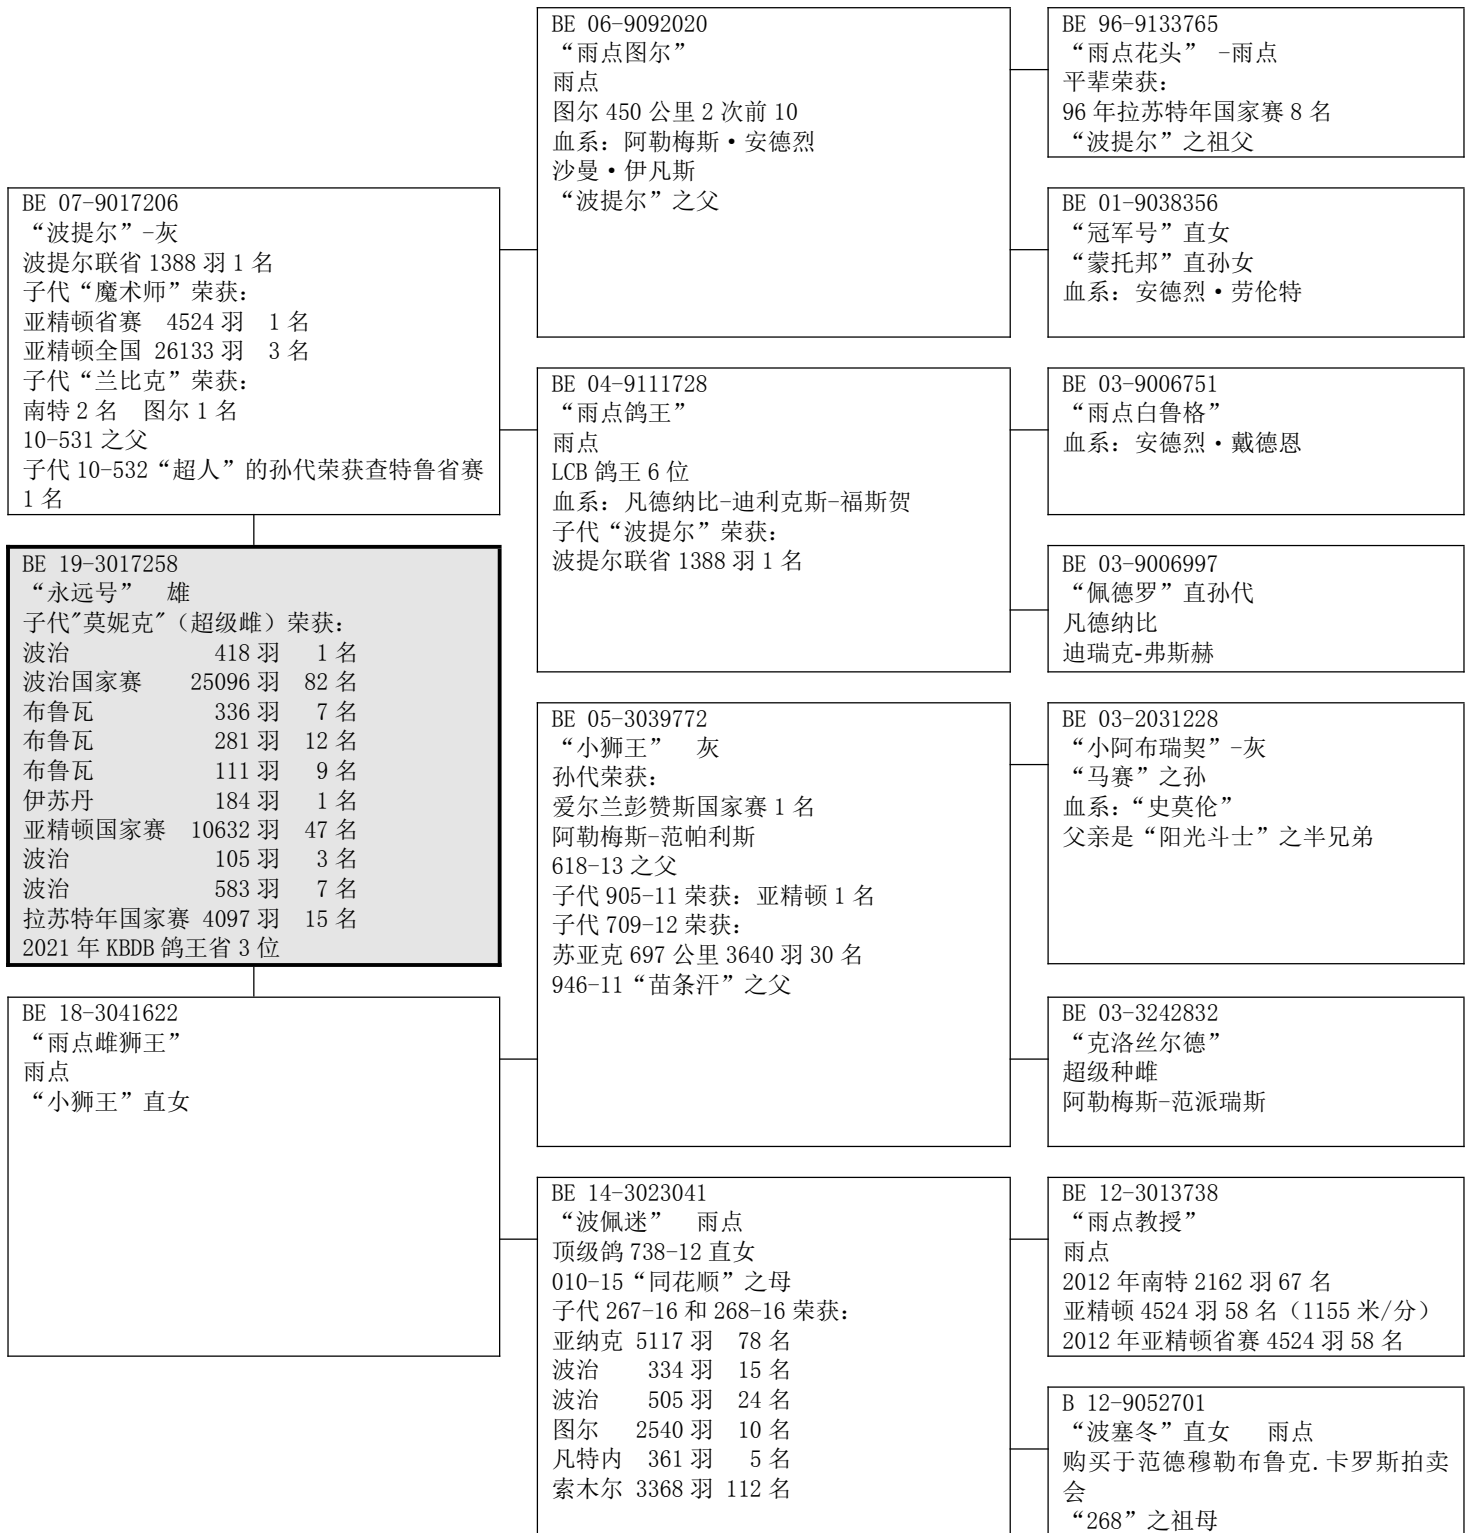 BE 07-9017206
“波提尔”-灰
波提尔联省 1388 羽 1 名
子代“魔术师”荣获：
亚精顿省赛 4524 羽 1 名
亚精顿全国 26133 羽 3 名
子代“兰比克”荣获：
南特 2 名 图尔 1 名
10-531 之父
子代 10-532“超人”的孙代荣获查特鲁省赛
1 名
BE 19-3017258
“永远号” 雄
子代"莫妮克"（超级雌）荣获：
波治 418 羽 1 名
波治国家赛 25096 羽 82 名
布鲁瓦 336 羽 7 名
布鲁瓦 281 羽 12 名
布鲁瓦 111 羽 9 名
伊苏丹 184 羽 1 名
亚精顿国家赛 10632 羽 47 名
波治 105 羽 3 名
波治 583 羽 7 名
拉苏特年国家赛 4097 羽 15 名
2021 年 KBDB 鸽王省 3 位
BE 18-3041622
“雨点雌狮王”
雨点
“小狮王”直女
BE 06-9092020
“雨点图尔”
雨点
图尔 450 公里 2 次前 10
血系：阿勒梅斯•安德烈
沙曼•伊凡斯
“波提尔”之父
BE 04-9111728
“雨点鸽王”
雨点
LCB 鸽王 6 位
血系：凡德纳比-迪利克斯-福斯贺
子代“波提尔”荣获：
波提尔联省 1388 羽 1 名
BE 05-3039772
“小狮王” 灰
孙代荣获：
爱尔兰彭赞斯国家赛 1 名
阿勒梅斯-范帕利斯
618-13 之父
子代 905-11 荣获：亚精顿 1 名
子代 709-12 荣获：
苏亚克 697 公里 3640 羽 30 名
946-11“苗条汗”之父
BE 14-3023041
“波佩迷” 雨点
顶级鸽 738-12 直女
010-15“同花顺”之母
子代 267-16 和 268-16 荣获：
亚纳克 5117 羽 78 名
波治 334 羽 15 名
波治 505 羽 24 名
图尔 2540 羽 10 名
凡特内 361 羽 5 名
索木尔 3368 羽 112 名
BE 96-9133765
“雨点花头” -雨点
平辈荣获：
96 年拉苏特年国家赛 8 名
“波提尔”之祖父
BE 01-9038356
“冠军号”直女
“蒙托邦”直孙女
血系：安德烈•劳伦特
BE 03-9006751
“雨点白鲁格”
血系：安德烈•戴德恩
BE 03-9006997
“佩德罗”直孙代
凡德纳比
迪瑞克-弗斯赫
BE 03-2031228
“小阿布瑞契”-灰
“马赛”之孙
血系：“史莫伦”
父亲是“阳光斗士”之半兄弟
BE 03-3242832
“克洛丝尔德”
超级种雌
阿勒梅斯-范派瑞斯
BE 12-3013738
“雨点教授”
雨点
2012 年南特 2162 羽 67 名
亚精顿 4524 羽 58 名（1155 米/分）
2012 年亚精顿省赛 4524 羽 58 名
B 12-9052701
“波塞冬”直女 雨点
购买于范德穆勒布鲁克.卡罗斯拍卖
会
“268”之祖母